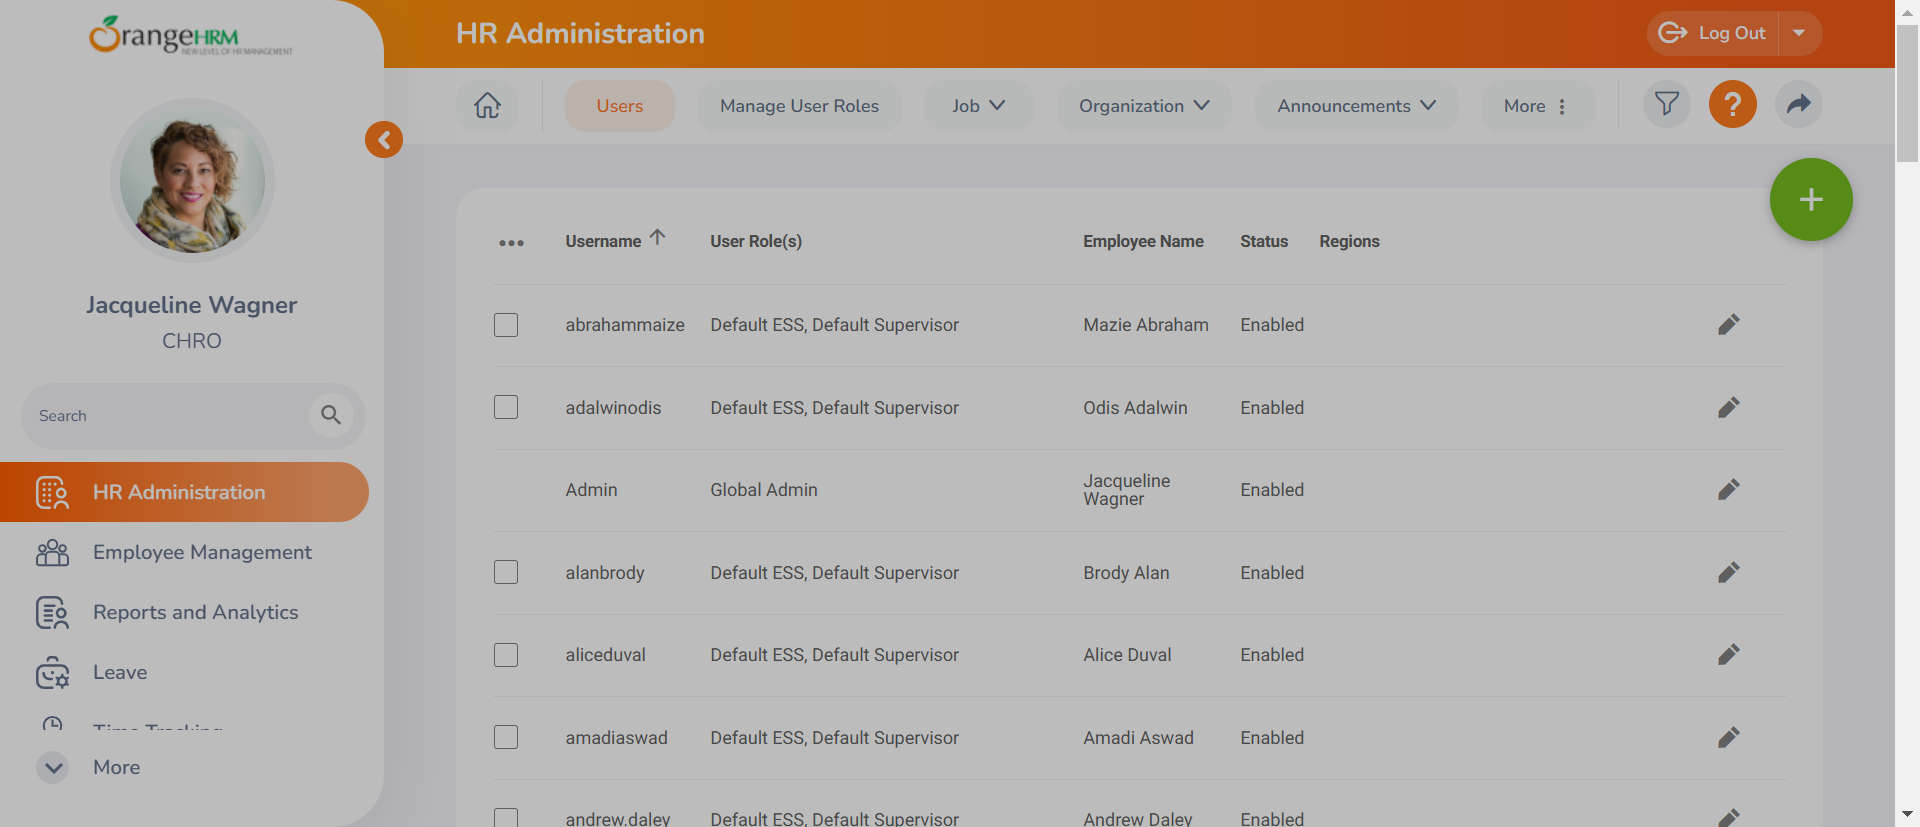 OrangeHRM
NEW LEVEL OF HR MANAGEMENT
HR Administration
Log Out
Users
Manage User Roles
Job
Organization
Announcements
More
Jacqueline Wagner
CHRO
Search
HR Administration
Employee Management
Reports and Analytics
Leave
Time Tracking
More
Username User Role(s) Employee Name Status Regions
abrahammaize Default ESS, Default Supervisor Mazie Abraham Enabled
adalwinodis Default ESS, Default Supervisor Odis Adalwin Enabled
Admin Global Admin Jacqueline Wagner Enabled
alanbrody Default ESS, Default Supervisor Brody Alan Enabled
aliceduval Default ESS, Default Supervisor Alice Duval Enabled
amadiaswad Default ESS, Default Supervisor Amadi Aswad Enabled
andrew.daley Default ESS, Default Supervisor Andrew Daley Enabled